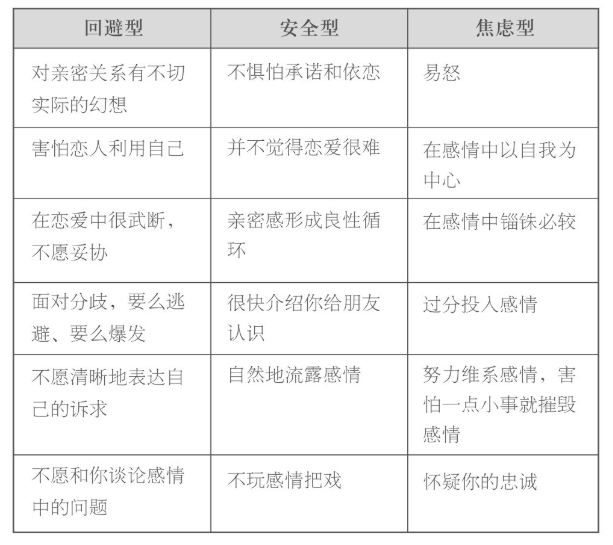 回避型
安全型
焦虑型
对亲密关系有不切
实际的幻想
不惧怕承诺和依恋
易怒
害怕恋人利用自己
并不觉得恋爱很难
在感情中以自我为
中心
在恋爱中很武断，
不愿妥协
亲密感形成良性循
环
在感情中锱铢必较
面对分歧，要么逃
避、要么爆发
很快介绍你给朋友
认识
过分投入感情
不愿清晰地表达自
己的诉求
自然地流露感情
努力维系感情，害
怕一点小事就摧毁
感情
不愿和你谈论感情
中的问题
不玩感情把戏
怀疑你的忠诚